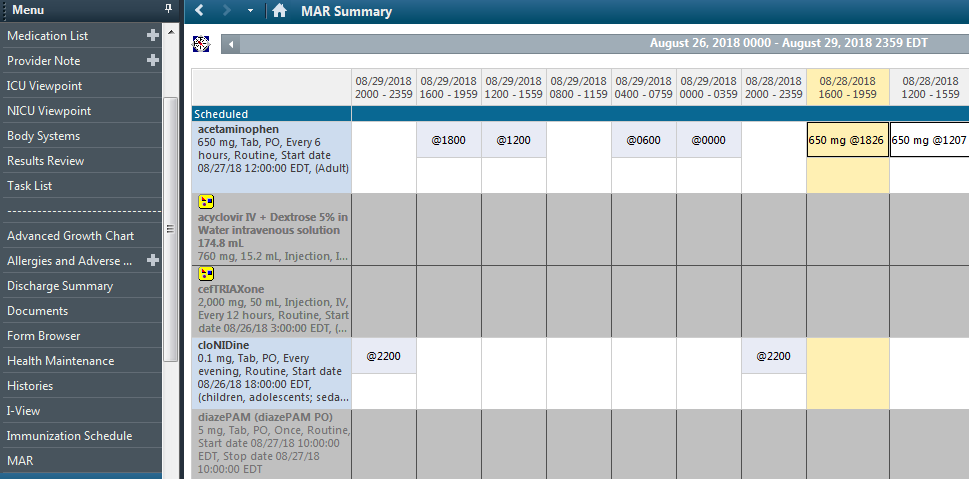 Menu
Medication List
Provider Note
ICU Viewpoint
NICU Viewpoint
Body Systems
Results Review
Task List
--------------------------------
Advanced Growth Chart
Allergies and Adverse ...
Discharge Summary
Documents
Form Browser
Health Maintenance
Histories
I-View
Immunization Schedule
MAR
MAR Summary
August 26, 2018 0000 - August 29, 2018 2359 EDT
08/29/2018 08/29/2018 08/29/2018 08/29/2018 08/29/2018 08/29/2018 08/28/2018 08/28/2018 08/28/2018
2000 - 2359 1600 - 1959 1200 - 1559 0800 - 1159 0400 - 0759 0000 - 0359 2000 - 2359 1600 - 1959 1200 - 1559
Scheduled
acetaminophen
650 mg, Tab, PO, Every 6
hours, Routine, Start date
08/27/18 12:00:00 EDT, (Adult)
@1800 @1200 @0600 @0000 650 mg @1826 650 mg @1207
acyclovir IV + Dextrose 5% in
Water intravenous solution
174.8 mL
760 mg, 15.2 mL, Injection, I...
cefTRIAXone
2,000 mg, 50 mL, Injection, IV,
Every 12 hours, Routine, Start
date 08/26/18 3:00:00 EDT, (...
cloNIDine
0.1 mg, Tab, PO, Every
evening, Routine, Start date
08/26/18 18:00:00 EDT,
(children, adolescents; seda...
@2200 @2200
diazePAM (diazePAM PO)
5 mg, Tab, PO, Once, Routine,
Start date 08/27/18 10:00:00
EDT, Stop date 08/27/18
10:00:00 EDT